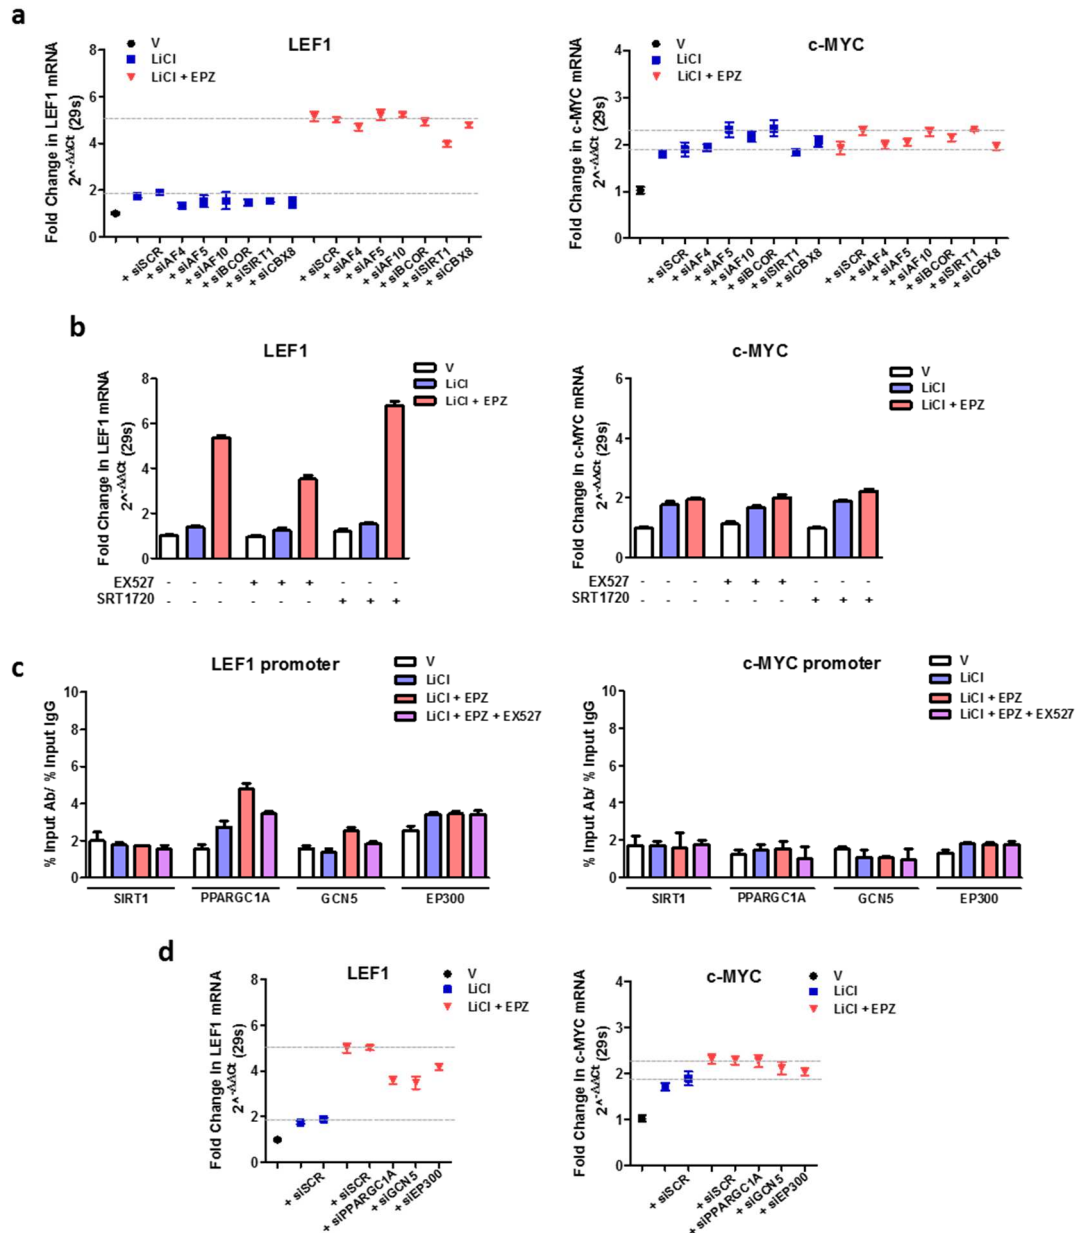 a
LEF1
V
LiCl
LiCl + EPZ
Fold Change in LEF1 mRNA
2^-ΔΔCt (29s)
8
6
4
2
0
+ siSCR
+ siAF4
+ siAF5
+ siAF10
+ siBCOR
+ siSIRT1
+ siCBX8
+ siSCR
+ siAF4
+ siAF5
+ siAF10
+ siBCOR
+ siSIRT1
+ siCBX8
c-MYC
V
LiCl
LiCl + EPZ
Fold Change in c-MYC mRNA
2^-ΔΔCt (29s)
4
3
2
1
0
+ siSCR
+ siAF4
+ siAF5
+ siAF10
+ siBCOR
+ siSIRT1
+ siCBX8
+ siSCR
+ siAF4
+ siAF5
+ siAF10
+ siBCOR
+ siSIRT1
+ siCBX8
b
LEF1
V
LiCl
LiCl + EPZ
Fold Change in LEF1 mRNA
2^-ΔΔCt (29s)
8
6
4
2
0
EX527 - - - + + + - - -
SRT1720 - - - - - - + + +
c-MYC
V
LiCl
LiCl + EPZ
Fold Change in c-MYC mRNA
2^-ΔΔCt (29s)
6
4
2
0
EX527 - - - + + + - - -
SRT1720 - - - - - - + + +
c
LEF1 promoter
V
LiCl
LiCl + EPZ
LiCl + EPZ + EX527
% Input Ab/ % Input IgG
10
8
6
4
2
0
SIRT1 PPARGC1A GCN5 EP300
c-MYC promoter
V
LiCl
LiCl + EPZ
LiCl + EPZ + EX527
% Input Ab/ % Input IgG
10
8
6
4
2
0
SIRT1 PPARGC1A GCN5 EP300
d
LEF1
V
LiCl
LiCl + EPZ
Fold Change in LEF1 mRNA
2^-ΔΔCt (29s)
8
6
4
2
0
+ siSCR
+ siSCR
+ siPPARGC1A
+ siGCN5
+ siEP300
c-MYC
V
LiCl
LiCl + EPZ
Fold Change in c-MYC mRNA
2^-ΔΔCt (29s)
4
3
2
1
0
+ siSCR
+ siSCR
+ siPPARGC1A
+ siGCN5
+ siEP300